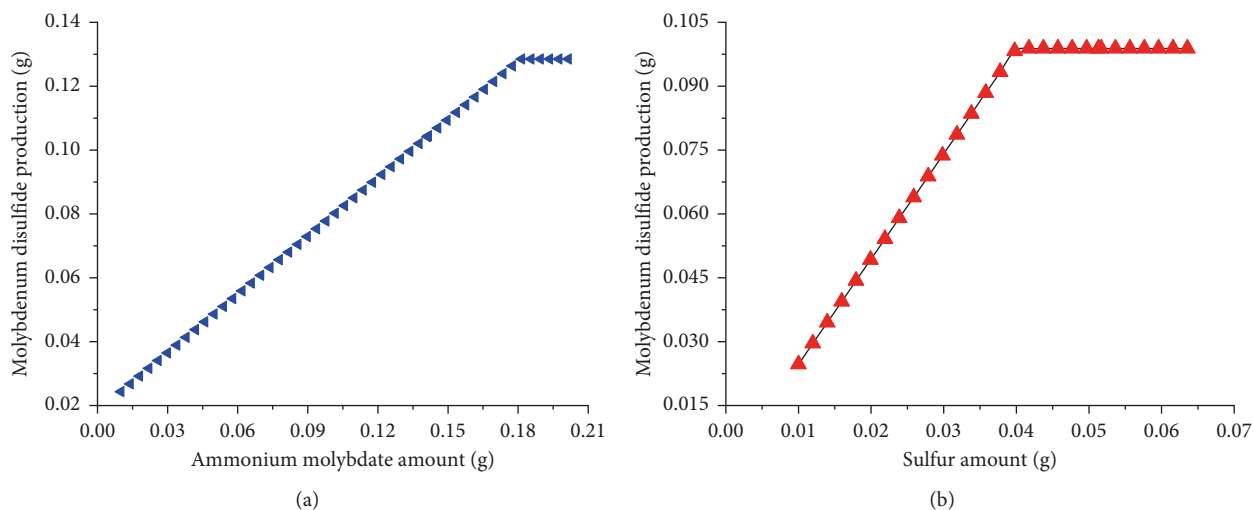 Molybdenum disulfide production (g)
0.14
0.12
0.10
0.08
0.06
0.04
0.02
0.00 0.03 0.06 0.09 0.12 0.15 0.18 0.21
Ammonium molybdate amount (g)
(a)
Molybdenum disulfide production (g)
0.105
0.090
0.075
0.060
0.045
0.030
0.015
0.00 0.01 0.02 0.03 0.04 0.05 0.06 0.07
Sulfur amount (g)
(b)